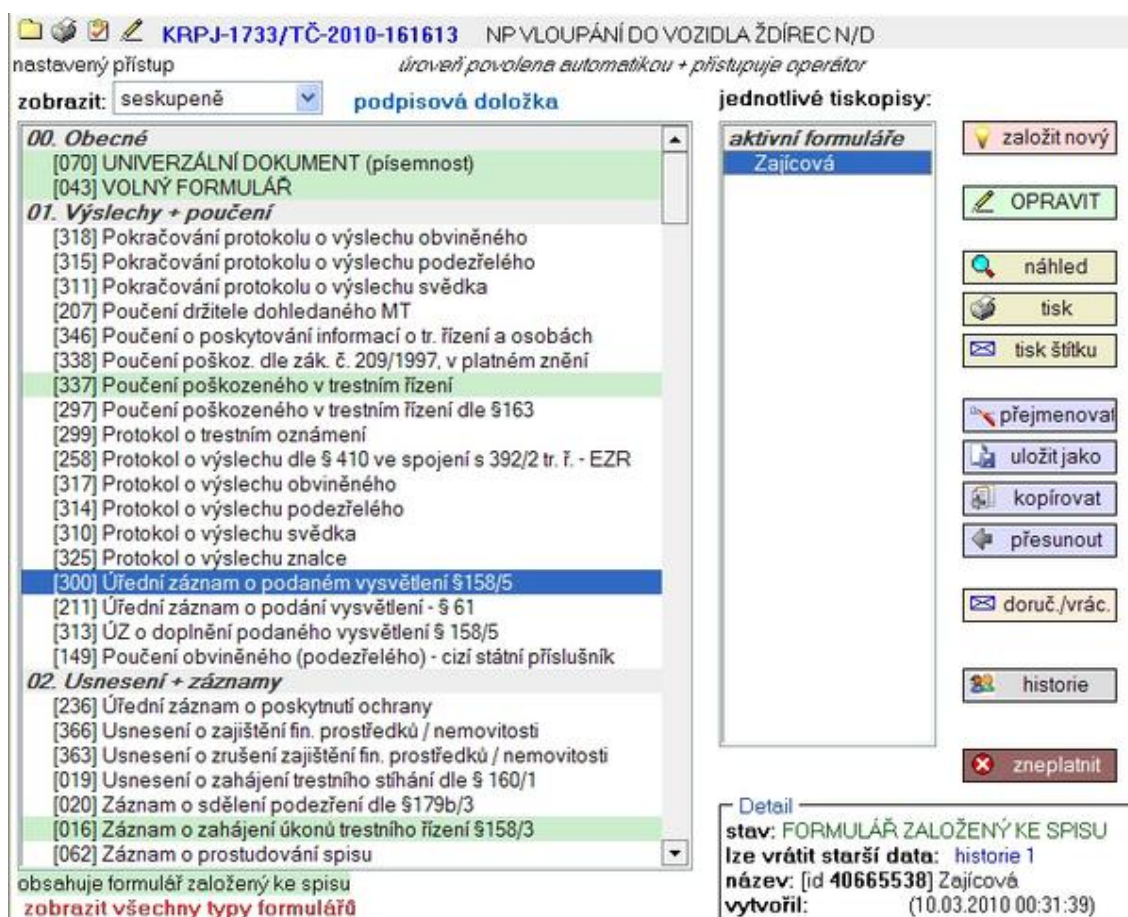 KRPJ-1733/TČ-2010-161613 NP VLOUPÁNÍ DO VOZIDLA ŽDÍREC N/D
nastavený přístup úroveň povolena automatikou + přistupuje operátor
zobrazit: seskupeně podpisová doložka
00. Obecné
[070] UNIVERZÁLNÍ DOKUMENT (písemnost)
[043] VOLNÝ FORMULÁŘ
01. Výslechy + poučení
[318] Pokračování protokolu o výslechu obviněného
[315] Pokračování protokolu o výslechu podezřelého
[311] Pokračování protokolu o výslechu svědka
[207] Poučení držitele dohledaného MT
[346] Poučení o poskytování informací o tr. řízení a osobách
[338] Poučení poškoz. dle zák. č. 209/1997, v platném znění
[337] Poučení poškozeného v trestním řízení
[297] Poučení poškozeného v trestním řízení dle §163
[299] Protokol o trestním oznámení
[258] Protokol o výslechu dle § 410 ve spojení s 392/2 tr. ř. - EZR
[317] Protokol o výslechu obviněného
[314] Protokol o výslechu podezřelého
[310] Protokol o výslechu svědka
[325] Protokol o výslechu znalce
[300] Úřední záznam o podaném vysvětlení §158/5
[211] Úřední záznam o podání vysvětlení - § 61
[313] ÚZ o doplnění podaného vysvětlení § 158/5
[149] Poučení obviněného (podezřelého) - cizí státní příslušník
02. Usnesení + záznamy
[236] Úřední záznam o poskytnutí ochrany
[366] Usnesení o zajištění fin. prostředků / nemovitosti
[363] Usnesení o zrušení zajištění fin. prostředků / nemovitosti
[019] Usnesení o zahájení trestního stíhání dle § 160/1
[020] Záznam o sdělení podezření dle §179b/3
[016] Záznam o zahájení úkonů trestního řízení §158/3
[062] Záznam o prostudování spisu
obsahuje formulář založený ke spisu
zobrazit všechny typy formulářů
jednotlivé tiskopisy:
aktivní formuláře
Zajícová
založit nový
OPRAVIT
náhled
tisk
tisk štítku
přejmenovat
uložit jako
kopírovat
přesunout
doruč./vrác.
historie
zneplatnit
Detail
stav: FORMULÁŘ ZALOŽENÝ KE SPISU
lze vrátit starší data: historie 1
název: [id 40665538] Zajícová
vytvořil: (10.03.2010 00:31:39)